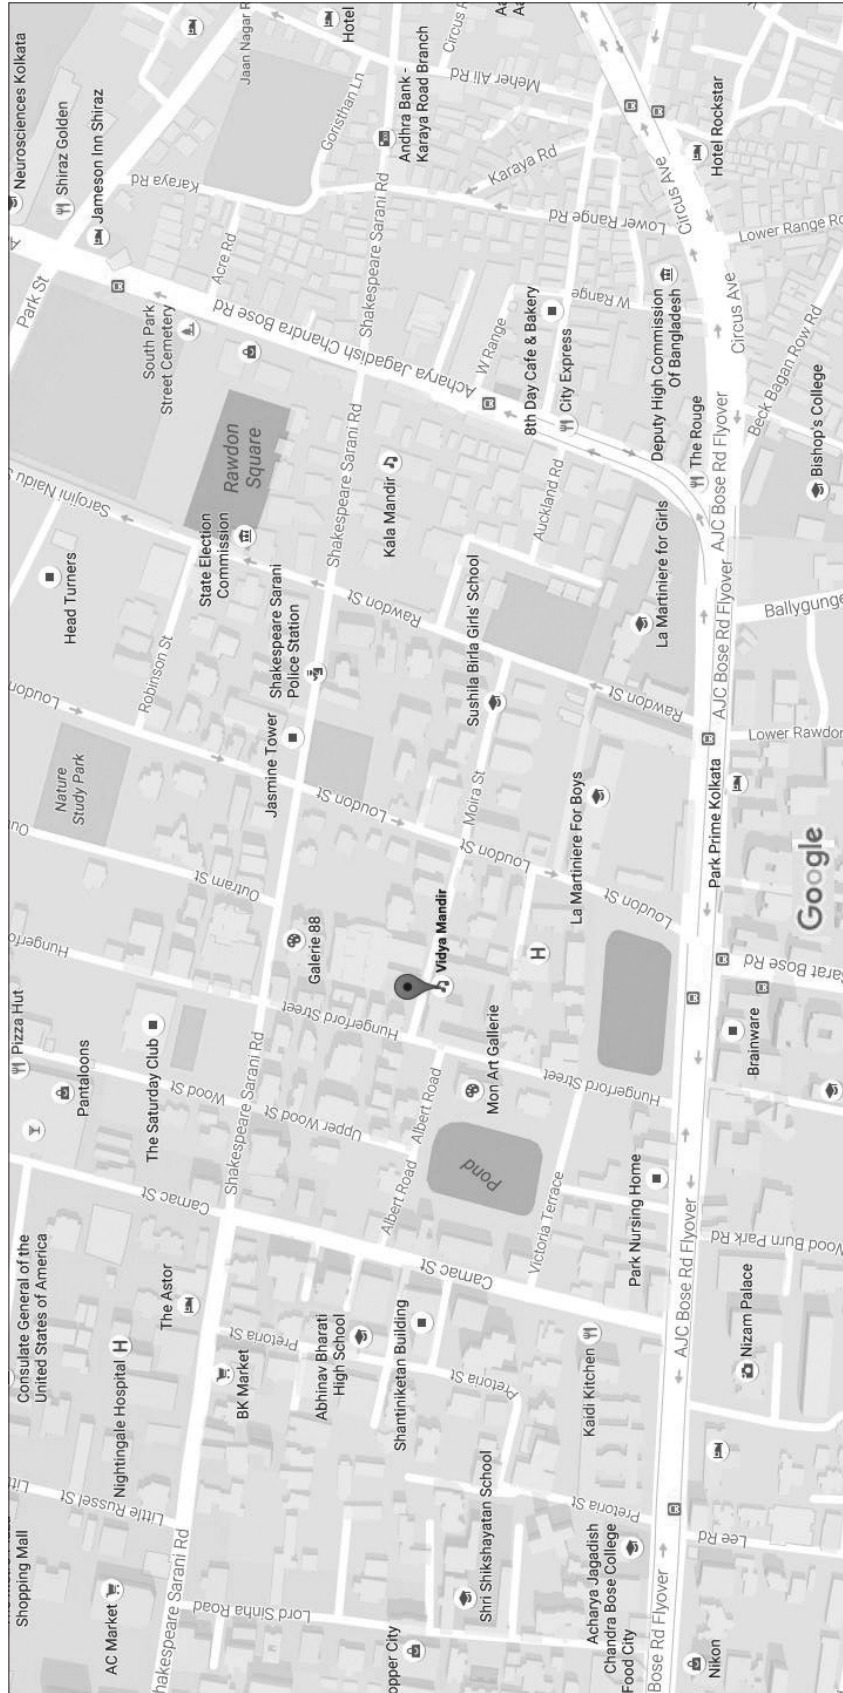 Consulate General of the
United States of America
Pizza Hut
Pantaloons
Nature
Study Park
Head Turners
Park St
Neurosciences Kolkata
Shiraz Golden
Jameson Inn Shiraz
Hotel
Shopping Mall
AC Market
Little Russel St
Nightingale Hospital
The Astor
Camac St
The Saturday Club
Wood St
Hungerford Street
Outram St
Loudon St
Robinson St
Sarojini Naidu
South Park
Street Cemetery
Acre Rd
Karaya Rd
Goristhan Ln
Jaan Nagar R
Shakespeare Sarani Rd
BK Market
Shakespeare Sarani Rd
Galerie 88
Jasmine Tower
Shakespeare Sarani
Police Station
State Election
Commission
Rawdon
Square
Shakespeare Sarani Rd
Acharya Jagadish Chandra Bose Rd
Shakespeare Sarani Rd
Andhra Bank -
Karaya Road Branch
Circus R
Meher Ali Rd
Lord Sinha Road
Pretoria St
Abhinav Bharati
High School
Upper Wood St
Albert Road
Albert Road
Vidya Mandir
Loudon St
Moira St
Kala Mandir
Rawdon St
W Range
Karaya Rd
Lower Range Rd
opper City
Shri Shikshayatan School
Shantiniketan Building
Pretoria St
Camac St
Pond
Mon Art Gallerie
Loudon St
Sushila Birla Girls' School
Auckland Rd
8th Day Cafe & Bakery
City Express
W Range
Acharya Jagadish
Chandra Bose College
Food City
Pretoria St
Kaidi Kitchen
Victoria Terrace
Park Nursing Home
Hungerford Street
La Martiniere For Boys
Loudon St
Rawdon St
Rawdon St
La Martiniere for Girls
Deputy High Commission
Of Bangladesh
The Rouge
Circus Ave
Hotel Rockstar
Bose Rd Flyover
AJC Bose Rd Flyover
Park Prime Kolkata
AJC Bose Rd Flyover
AJC Bose Rd Flyover
Circus Ave
Nikon
Lee Rd
Nizam Palace
Wood Burn Park Rd
Brainware
arat Bose Rd
Google
Lower Rawdon
Ballygunge
Bishop's College
Beck Bagan Row Rd
Lower Range Ro